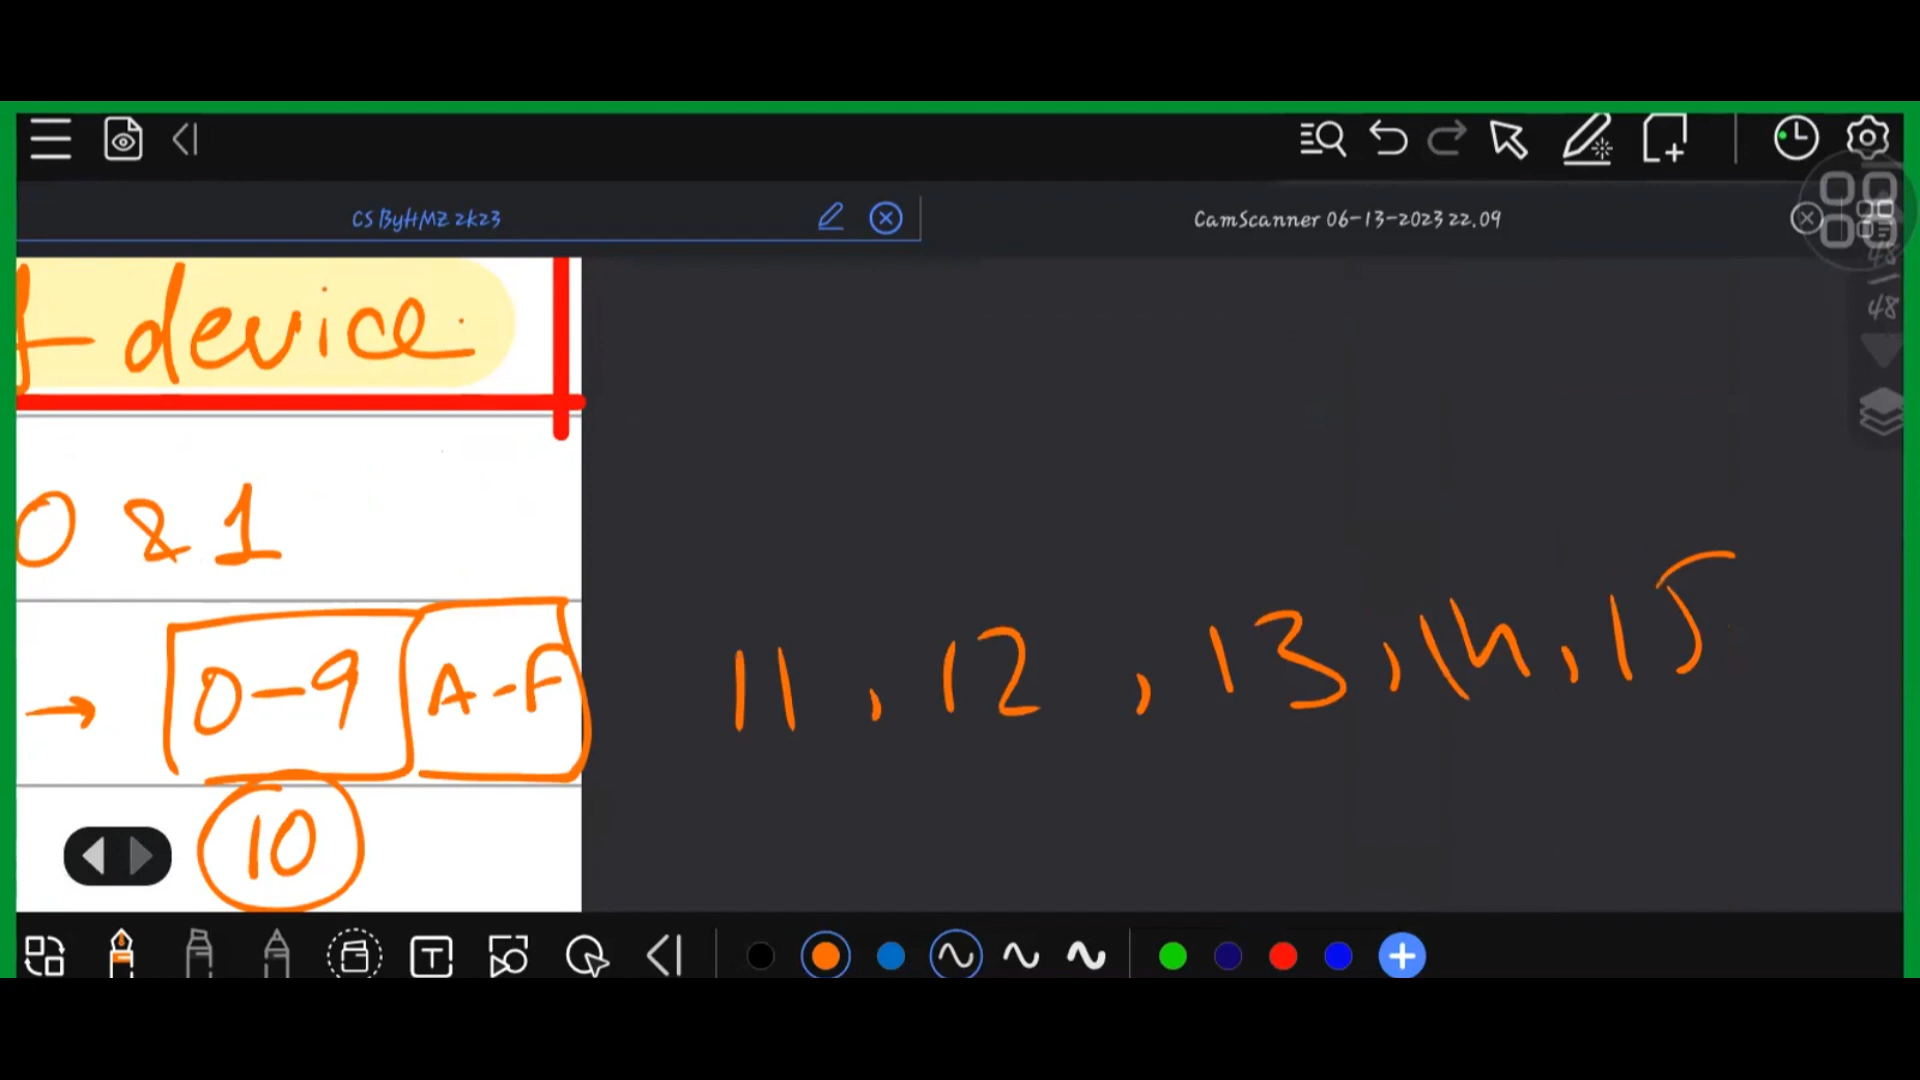 CS ByHMZ 2k23
CamScanner 06-13-2023 22.09
48
48
device
0 & 1
→ 0-9 A-F 11, 12, 13, 14, 15
10
T